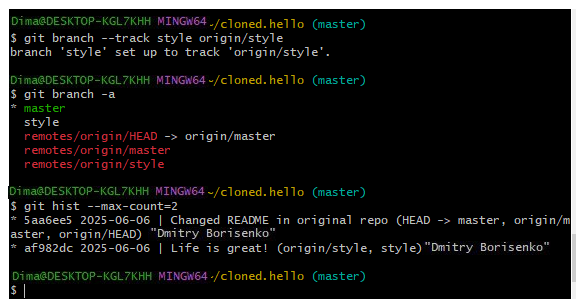 Dima@DESKTOP-KGL7KHH MINGW64 ~/cloned.hello (master)
$ git branch --track style origin/style
branch 'style' set up to track 'origin/style'.
Dima@DESKTOP-KGL7KHH MINGW64 ~/cloned.hello (master)
$ git branch -a
* master
style
remotes/origin/HEAD -> origin/master
remotes/origin/master
remotes/origin/style
Dima@DESKTOP-KGL7KHH MINGW64 ~/cloned.hello (master)
$ git hist --max-count=2
* 5aa6ee5 2025-06-06 | Changed README in original repo (HEAD -> master, origin/m
aster, origin/HEAD) "Dmitry Borisenko"
* af982dc 2025-06-06 | Life is great! (origin/style, style)"Dmitry Borisenko"
Dima@DESKTOP-KGL7KHH MINGW64 ~/cloned.hello (master)
$